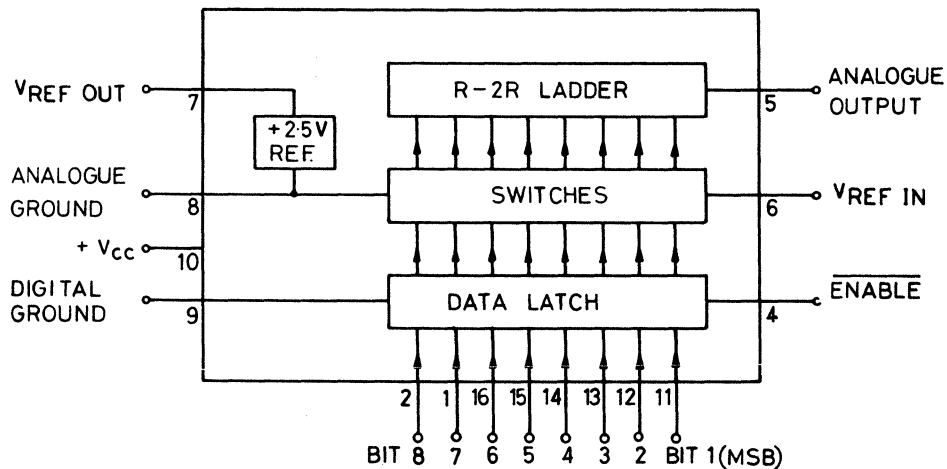 VREF OUT
7
+2·5V
REF.
R-2R LADDER
5
ANALOGUE
OUTPUT
ANALOGUE
GROUND
8
SWITCHES
6
VREF IN
+ VCC
10
DIGITAL
GROUND
9
DATA LATCH
4
ENABLE
2 1 16 15 14 13 12 11
BIT 8 7 6 5 4 3 2 BIT 1 (MSB)